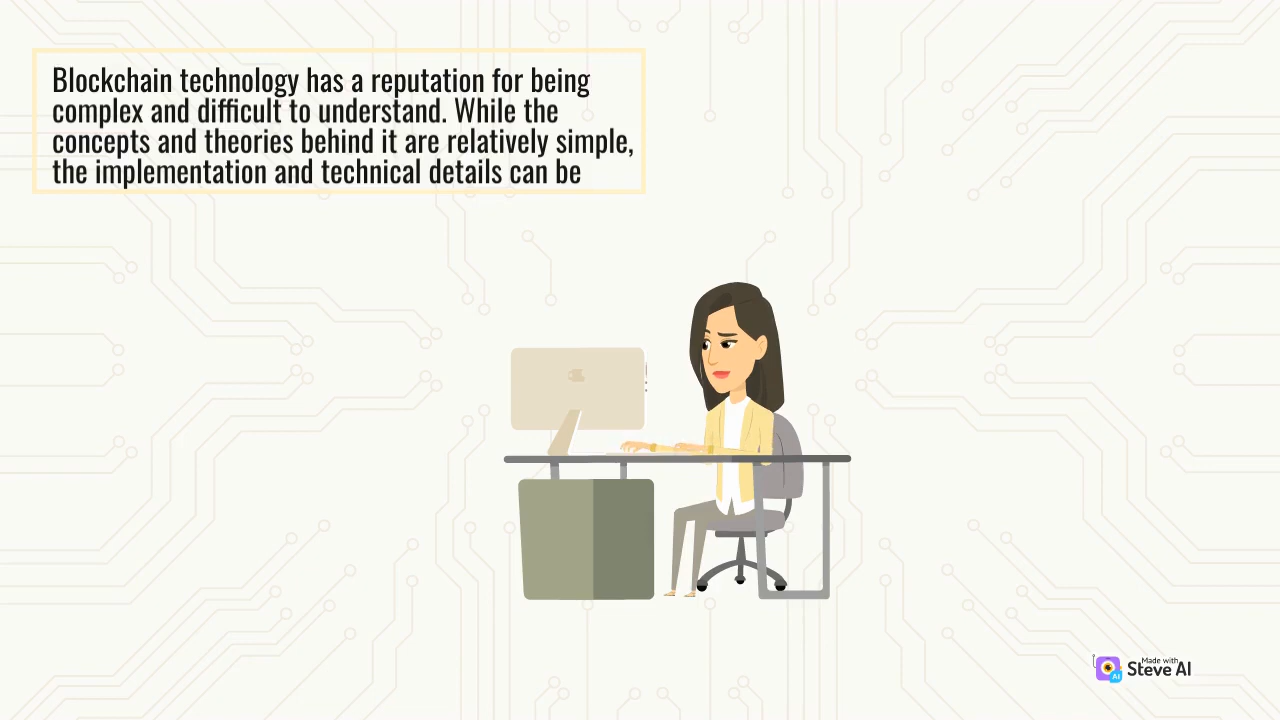 Blockchain technology has a reputation for being
complex and difficult to understand. While the
concepts and theories behind it are relatively simple,
the implementation and technical details can be
Made with
Steve AI
AI